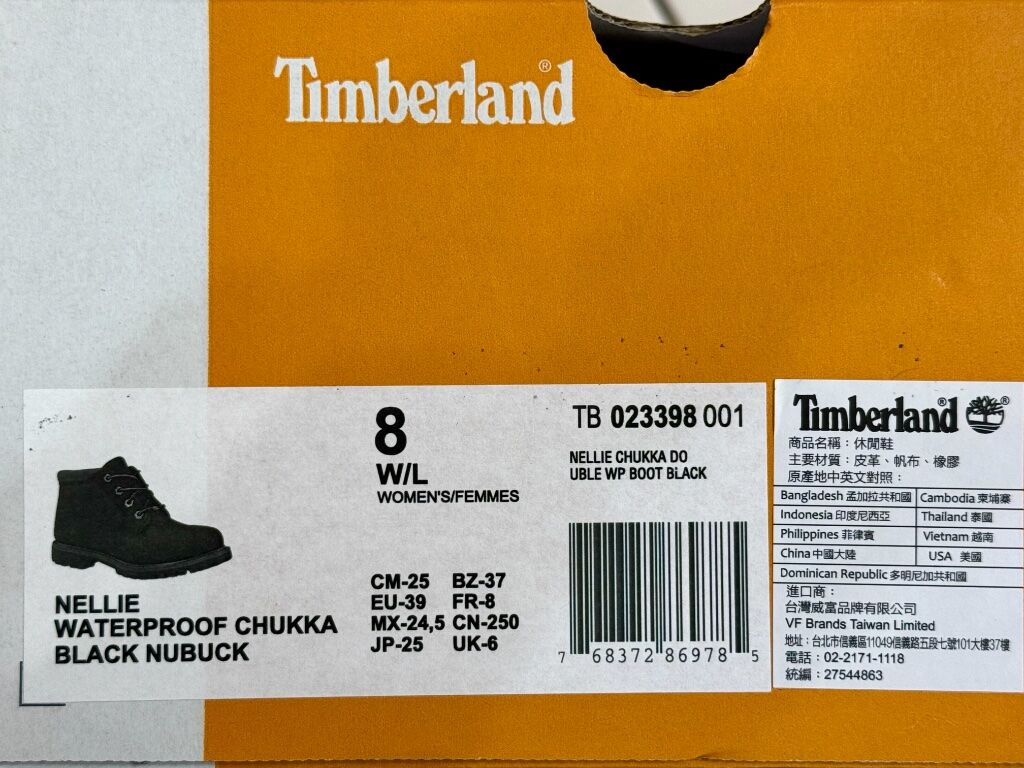 Timberland®
8
W/L
WOMEN'S/FEMMES
TB 023398 001
NELLIE CHUKKA DO
UBLE WP BOOT BLACK
NELLIE
WATERPROOF CHUKKA
BLACK NUBUCK
CM-25 BZ-37
EU-39 FR-8
MX-24,5 CN-250
JP-25 UK-6
7 68372 86978 5
Timberland®
商品名稱：休閒鞋
主要材質：皮革、帆布、橡膠
原產地中英文對照：
Bangladesh 孟加拉共和國 Cambodia 柬埔寨
Indonesia 印度尼西亞 Thailand 泰國
Philippines 菲律賓 Vietnam 越南
China 中國大陸 USA 美國
Dominican Republic 多明尼加共和國
進口商：
台灣威富品牌有限公司
VF Brands Taiwan Limited
地址：台北市信義區11049信義路五段七號101大樓37樓
電話：02-2171-1118
統編：27544863